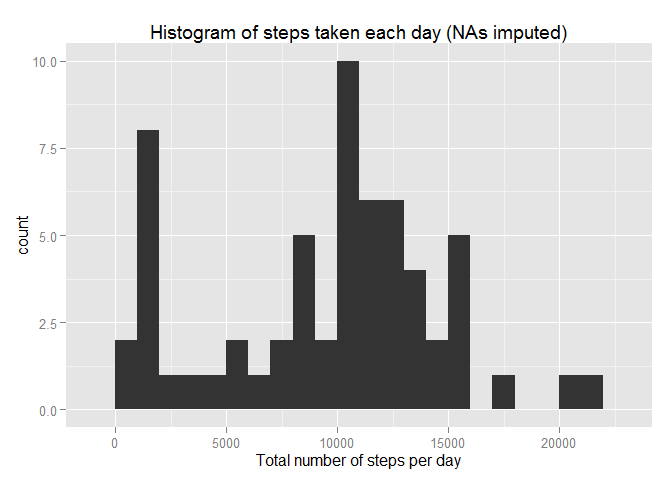 Histogram of steps taken each day (NAs imputed)
10.0
7.5
5.0
2.5
0.0
count
0 5000 10000 15000 20000
Total number of steps per day